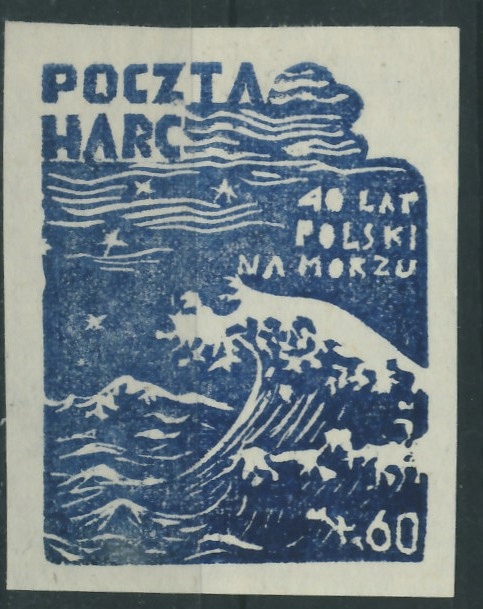 POCZTA
HARC
40 LAT
POLSKI
NA MORZU
60